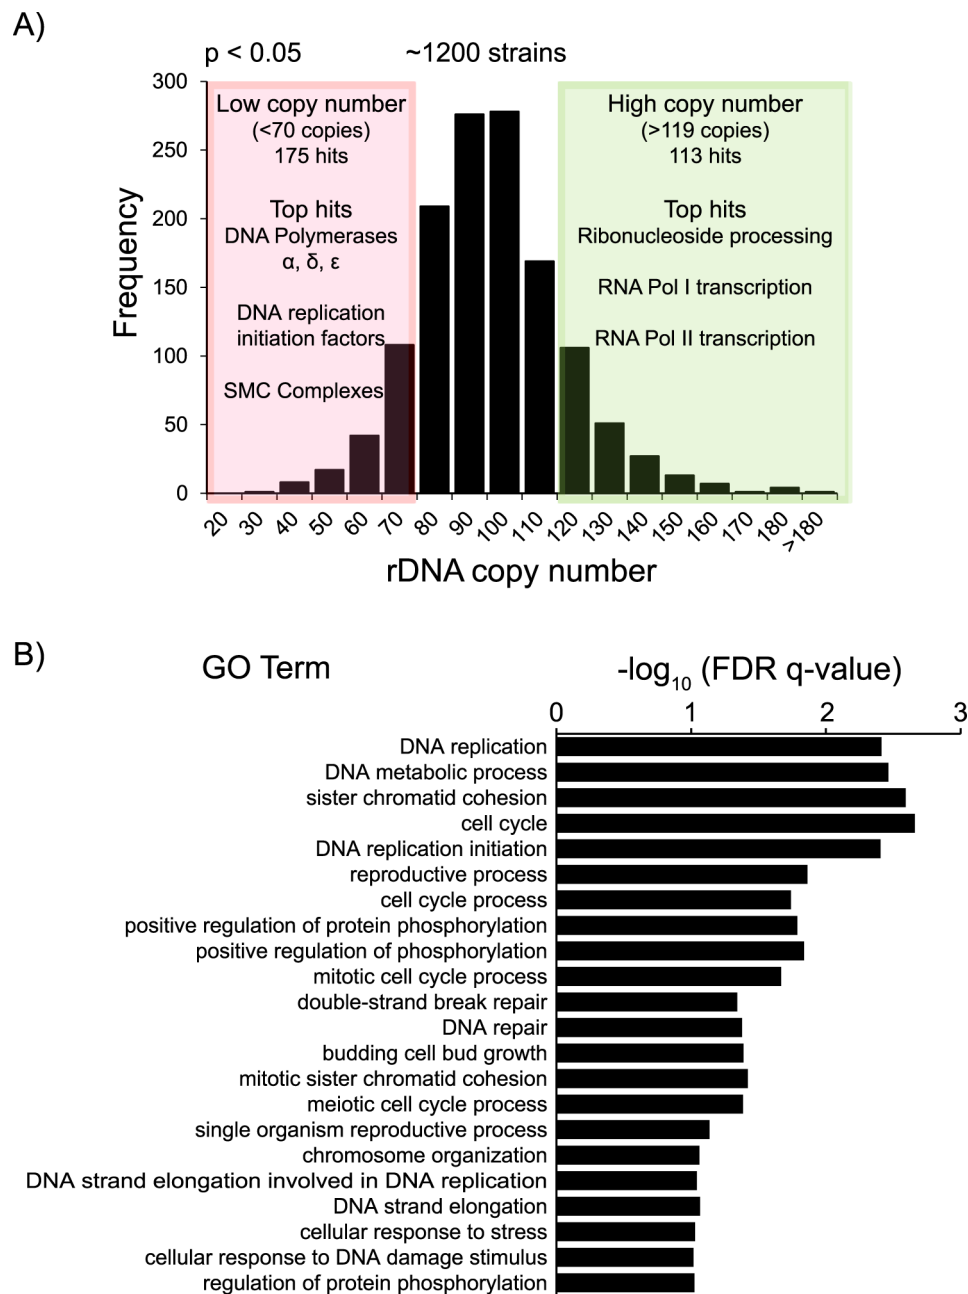 A)
p < 0.05
~1200 strains
Frequency
300
250
200
150
100
50
0
Low copy number
(<70 copies)
175 hits
Top hits
DNA Polymerases
α, δ, ε
DNA replication
initiation factors
SMC Complexes
High copy number
(>119 copies)
113 hits
Top hits
Ribonucleoside processing
RNA Pol I transcription
RNA Pol II transcription
20 30 40 50 60 70 80 90 100 110 120 130 140 150 160 170 180 >180
rDNA copy number
B)
GO Term
-log10 (FDR q-value)
0 1 2 3
DNA replication
DNA metabolic process
sister chromatid cohesion
cell cycle
DNA replication initiation
reproductive process
cell cycle process
positive regulation of protein phosphorylation
positive regulation of phosphorylation
mitotic cell cycle process
double-strand break repair
DNA repair
budding cell bud growth
mitotic sister chromatid cohesion
meiotic cell cycle process
single organism reproductive process
chromosome organization
DNA strand elongation involved in DNA replication
DNA strand elongation
cellular response to stress
cellular response to DNA damage stimulus
regulation of protein phosphorylation